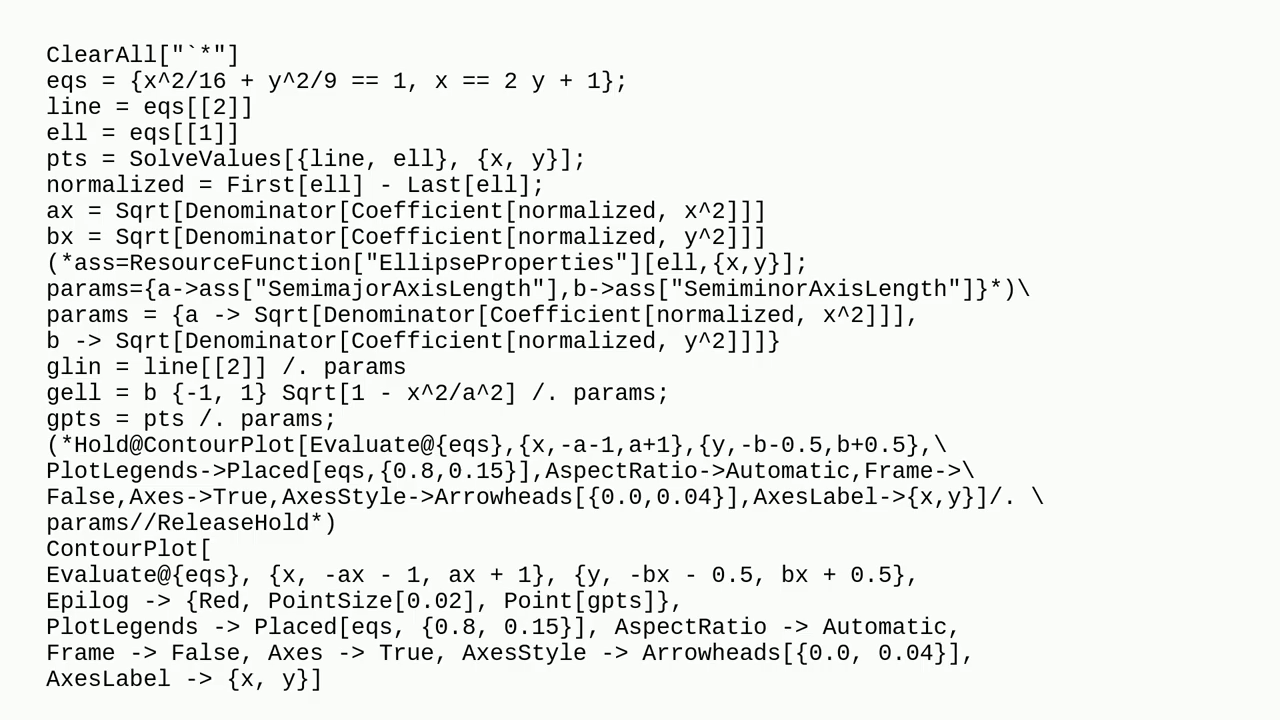 ClearAll["`*"]
eqs = {x^2/16 + y^2/9 == 1, x == 2 y + 1};
line = eqs[[2]]
ell = eqs[[1]]
pts = SolveValues[{line, ell}, {x, y}];
normalized = First[ell] - Last[ell];
ax = Sqrt[Denominator[Coefficient[normalized, x^2]]]
bx = Sqrt[Denominator[Coefficient[normalized, y^2]]]
(*ass=ResourceFunction["EllipseProperties"][ell,{x,y}];
params={a->ass["SemimajorAxisLength"],b->ass["SemiminorAxisLength"]}*)\
params = {a -> Sqrt[Denominator[Coefficient[normalized, x^2]]],
b -> Sqrt[Denominator[Coefficient[normalized, y^2]]]}
glin = line[[2]] /. params
gell = b {-1, 1} Sqrt[1 - x^2/a^2] /. params;
gpts = pts /. params;
(*Hold@ContourPlot[Evaluate@{eqs},{x,-a-1,a+1},{y,-b-0.5,b+0.5},\
PlotLegends->Placed[eqs,{0.8,0.15}],AspectRatio->Automatic,Frame->\
False,Axes->True,AxesStyle->Arrowheads[{0.0,0.04}],AxesLabel->{x,y}]/. \
params//ReleaseHold*)
ContourPlot[
Evaluate@{eqs}, {x, -ax - 1, ax + 1}, {y, -bx - 0.5, bx + 0.5},
Epilog -> {Red, PointSize[0.02], Point[gpts]},
PlotLegends -> Placed[eqs, {0.8, 0.15}], AspectRatio -> Automatic,
Frame -> False, Axes -> True, AxesStyle -> Arrowheads[{0.0, 0.04}],
AxesLabel -> {x, y}]